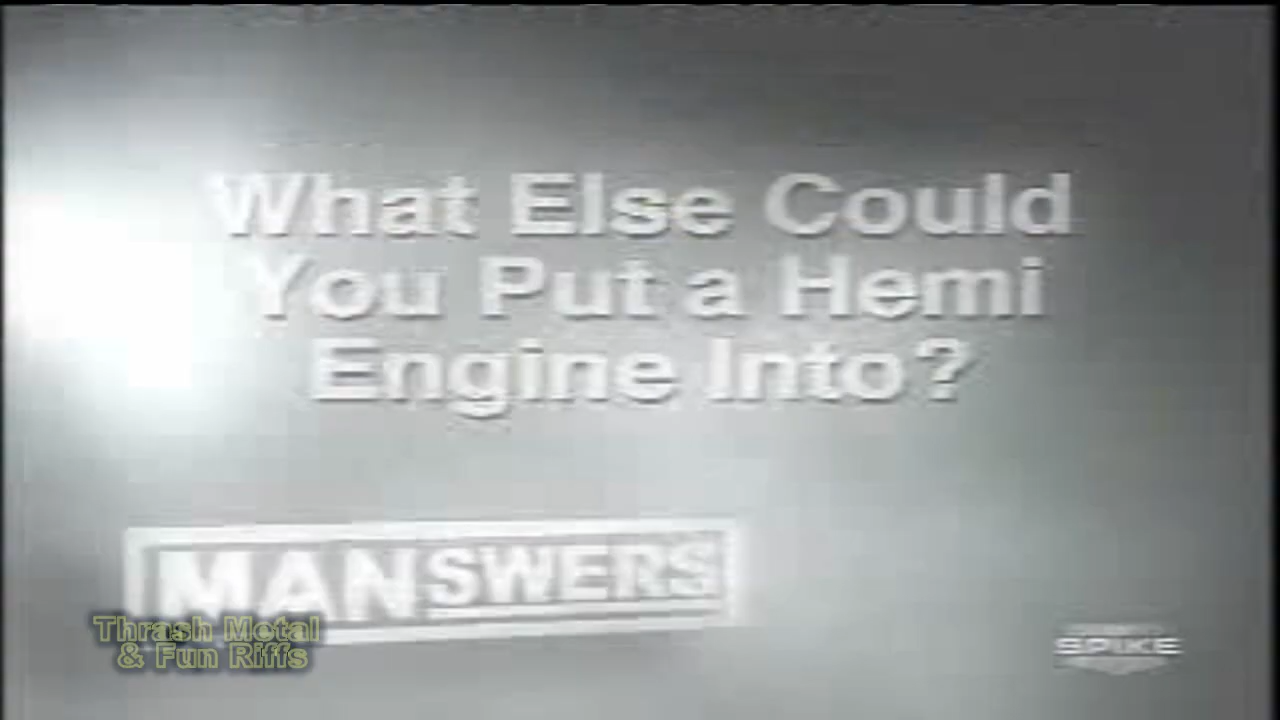 What Else Could
You Put a Hemi
Engine Into?
MANSWERS
Thrash Metal
& Fun Riffs
SPIKE